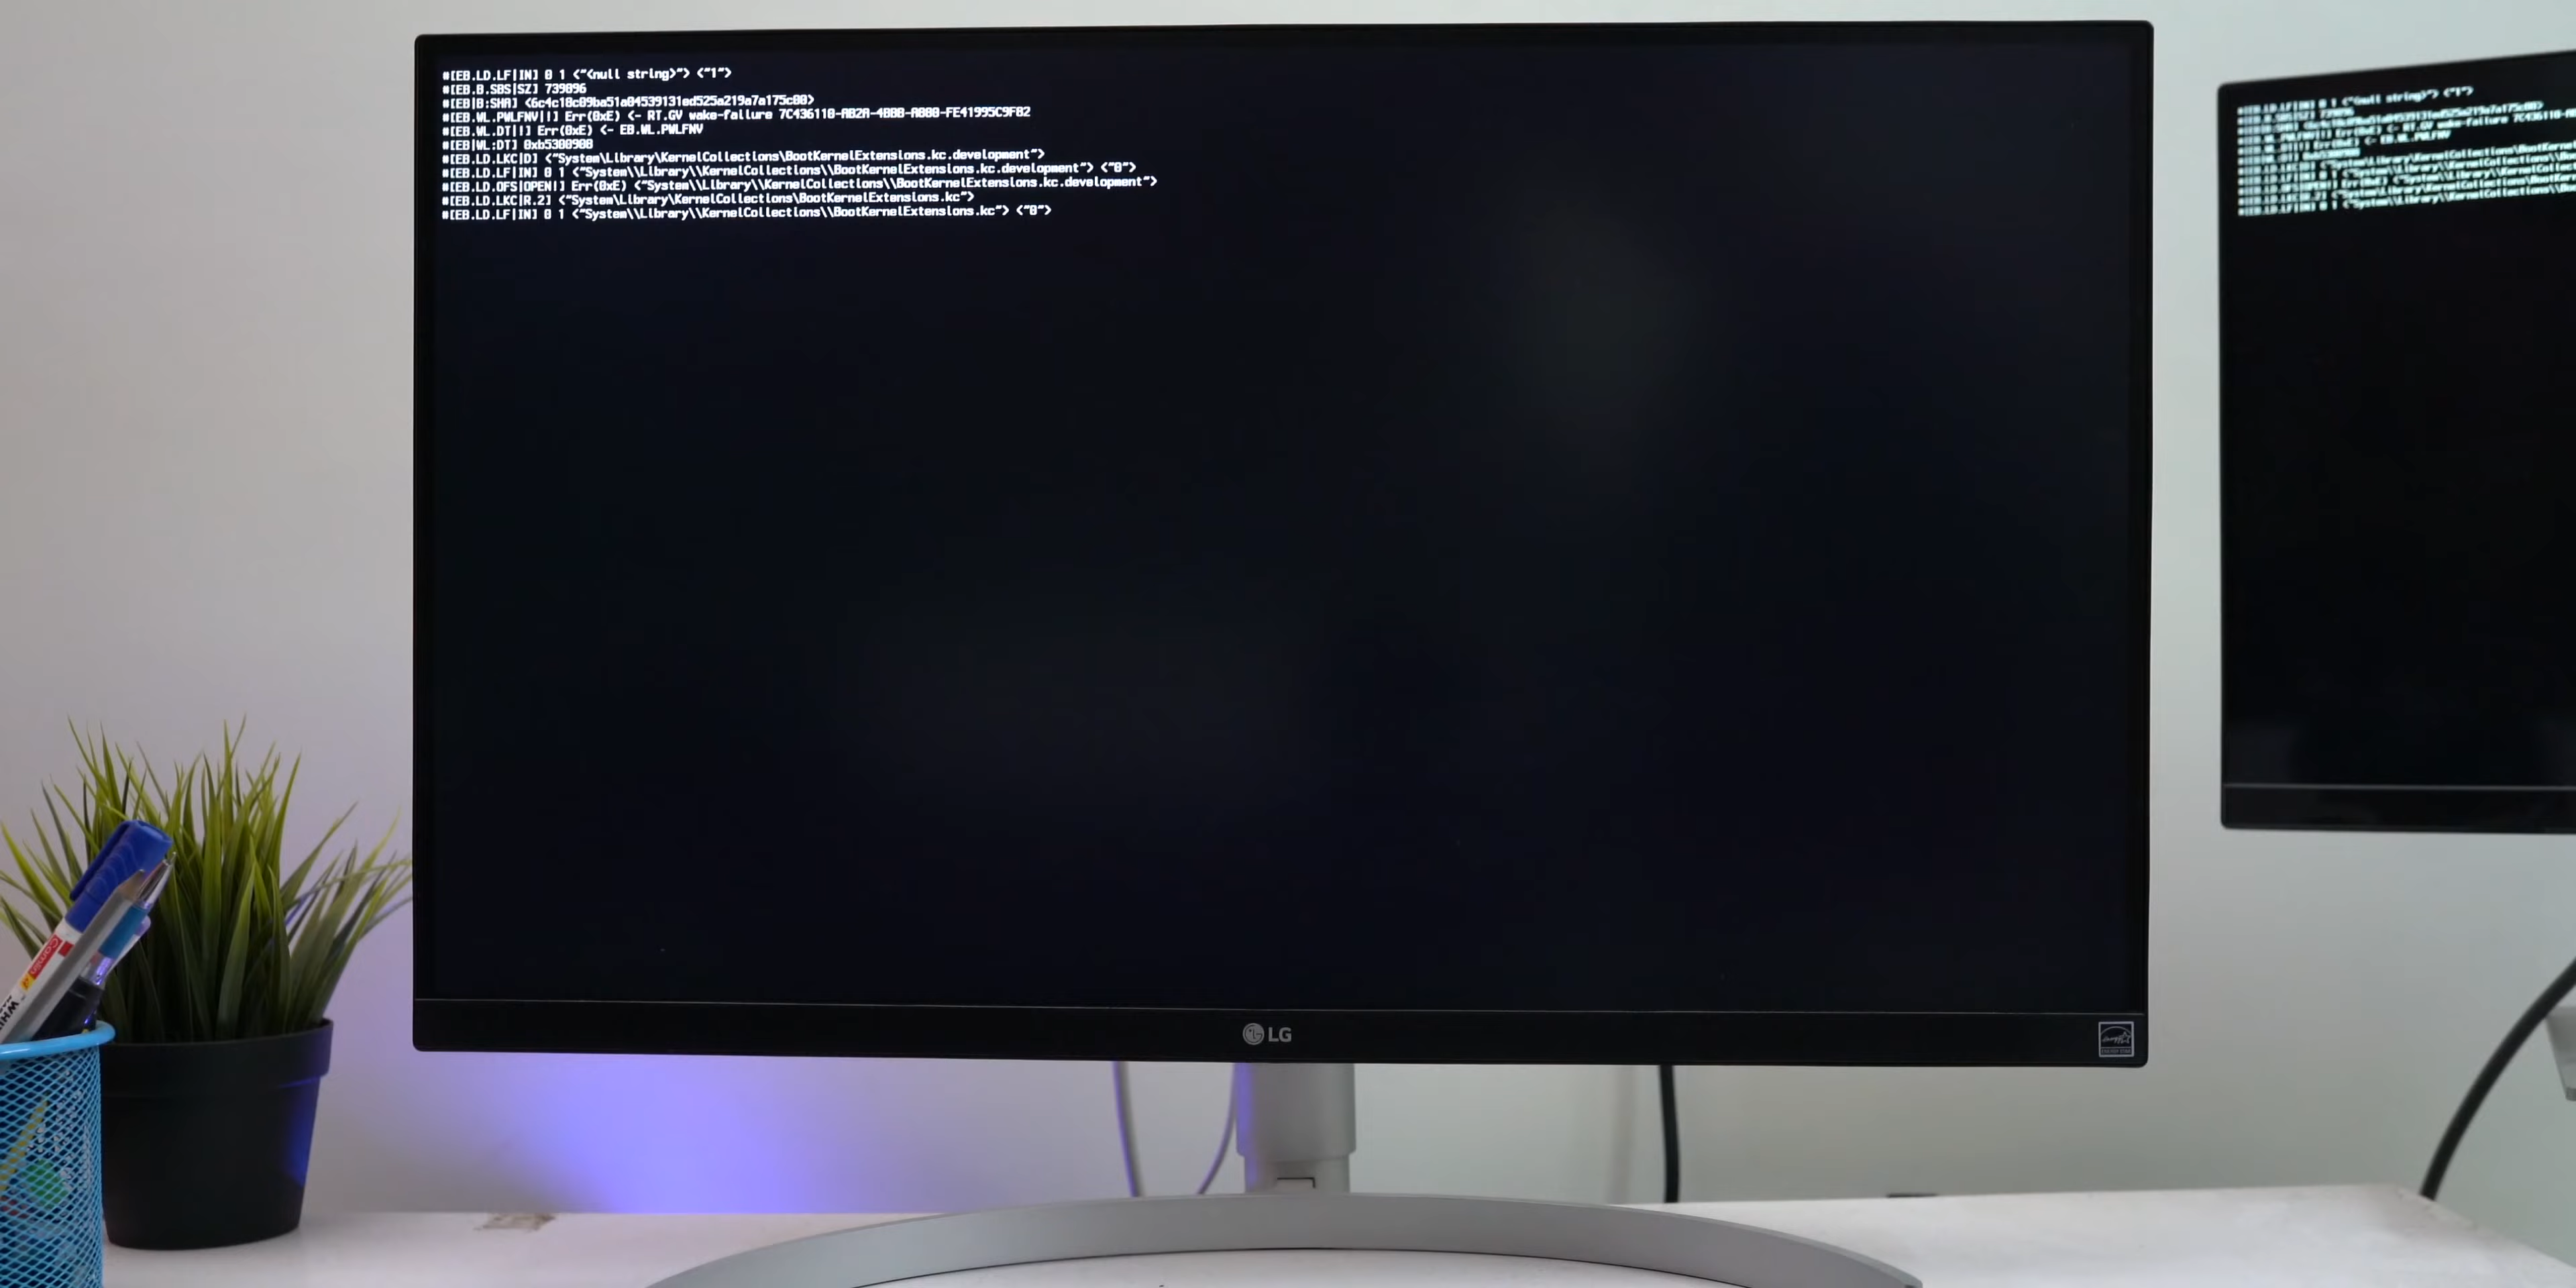 #[EB.LD.LF|IN] 0 1 <"<null string>"> <"1">
#[EB.B.SBS|SZ] 739096
#[EB|B:SHA] <6c4c10c09ba51a04539131ed525a219a7a175c00>
#[EB.WL.PWLFNV|!] Err(0xE) <- RT.GV wake-failure 7C436110-AB2A-4BBB-A880-FE41995C9F82
#[EB.WL.DT|!] Err(0xE) <- EB.WL.PWLFNV
#[EB|WL:DT] 0xb5300900
#[EB.LD.LKC|D] <"System\Library\KernelCollections\BootKernelExtensions.kc.development">
#[EB.LD.LF|IN] 0 1 <"System\\Library\\KernelCollections\\BootKernelExtensions.kc.development"> <"0">
#[EB.LD.OFS|OPEN!] Err(0xE) <"System\\Library\\KernelCollections\\BootKernelExtensions.kc.development">
#[EB.LD.LKC|R.2] <"System\Library\KernelCollections\BootKernelExtensions.kc">
#[EB.LD.LF|IN] 0 1 <"System\\Library\\KernelCollections\\BootKernelExtensions.kc"> <"0">
LG